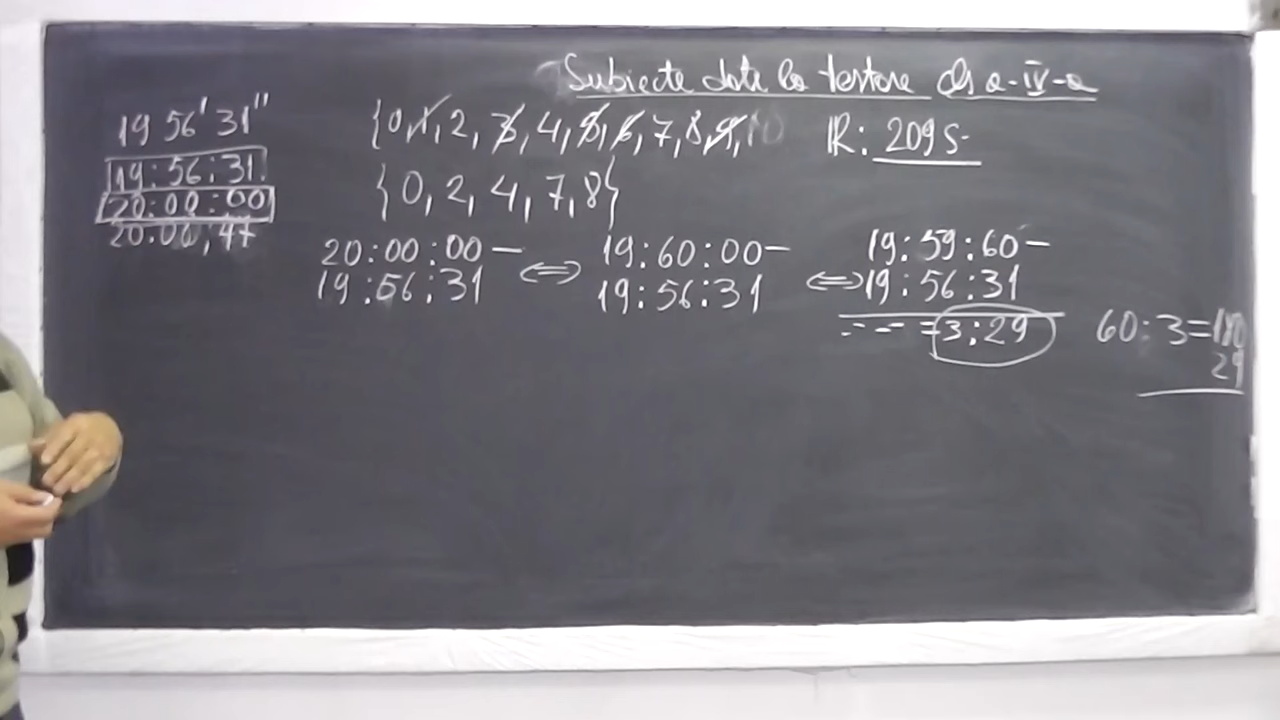 Subiecte date la testare cls a-IV-a
19 56' 31"
19:56:31.
20:00:00
20:00:47
{0, 1, 2, 3, 4, 5, 6, 7, 8, 9, 10
R: 209 s.
{0, 2, 4, 7, 8}
20:00:00 −
19:56:31
⇔
19:60:00 −
19:56:31
⇔
19:59:60 −
19:56:31
-- -- = 3:29
60:3=180
29